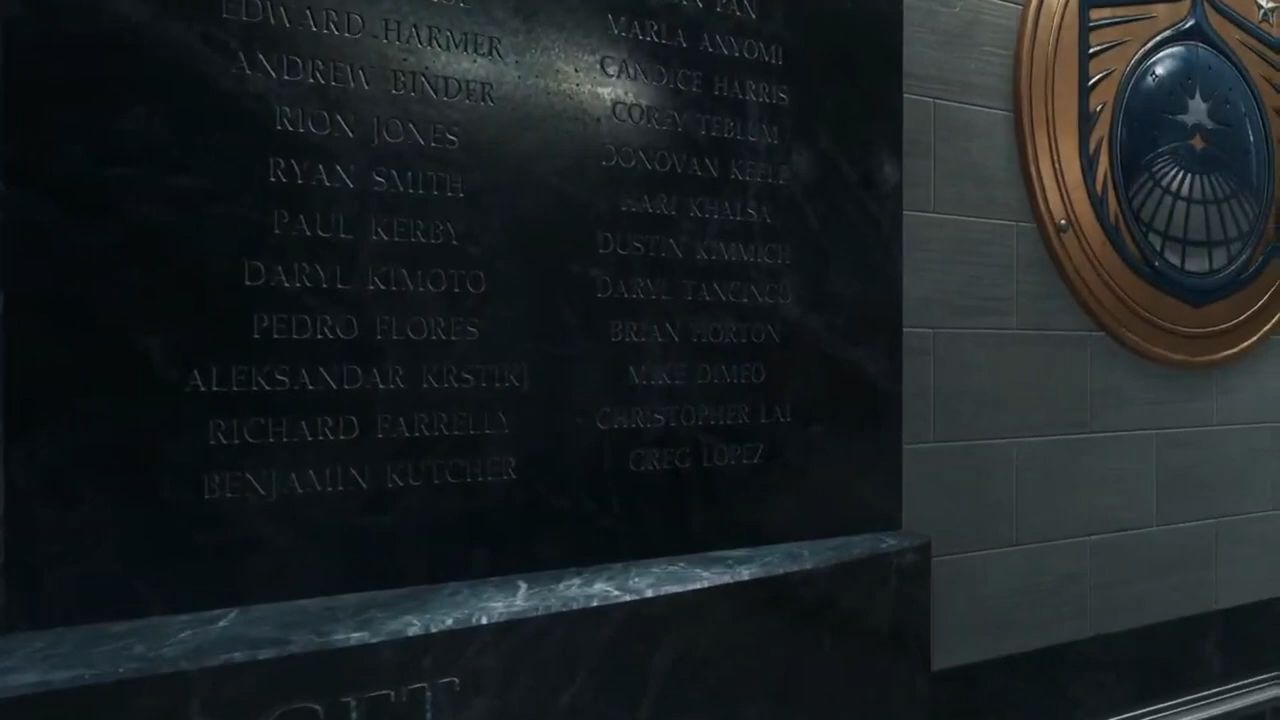 EDWARD HARMER
ANDREW BINDER
RION JONES
RYAN SMITH
PAUL KERBY
DARYL KIMOTO
PEDRO FLORES
ALEKSANDAR
RICHARD FARRELLY
BENJAMIN KUTCHER
PAN
MARLA ANYOMI
CANDICE HARRIS
COREY TEBLUM
DONOVAN KEELE
HARI KHALSA
DUSTIN KIMMICH
DARYL TANCINCO
BRIAN HORTON
MIKE DIMEO
CHRISTOPHER LAI
GREG LOPEZ